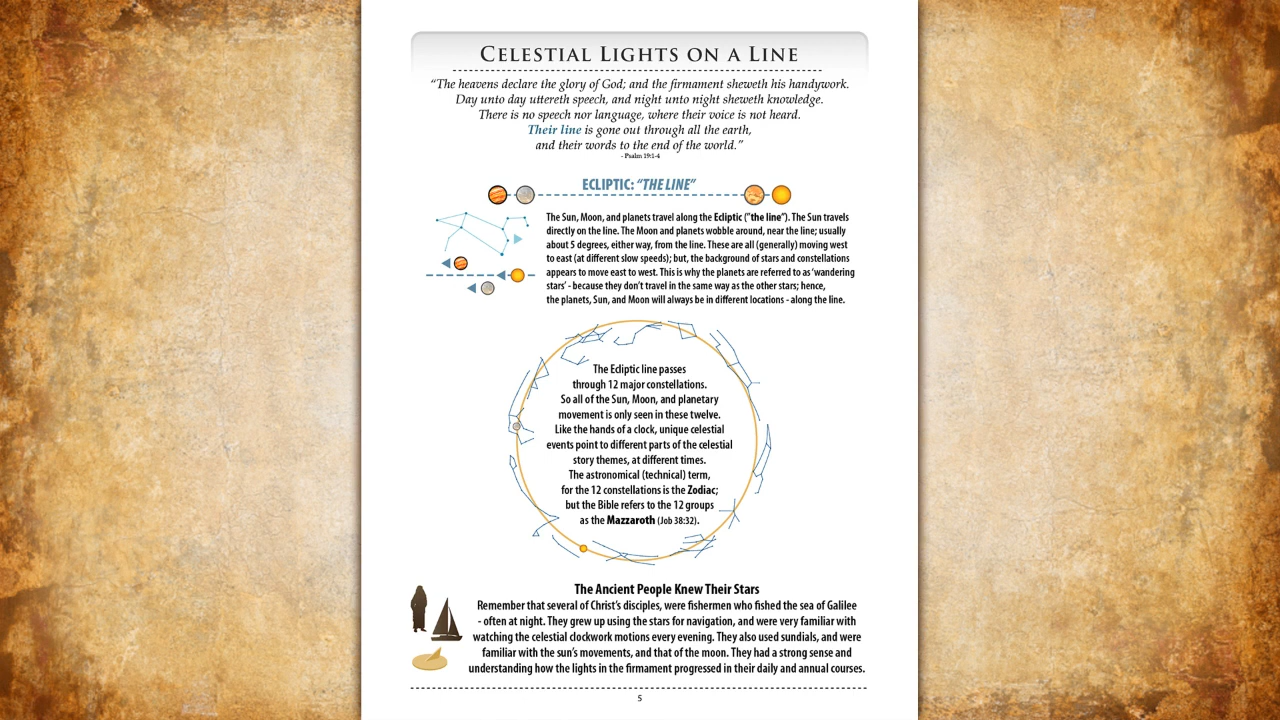 CELESTIAL LIGHTS ON A LINE
“The heavens declare the glory of God; and the firmament sheweth his handywork.
Day unto day uttereth speech, and night unto night sheweth knowledge.
There is no speech nor language, where their voice is not heard.
Their line is gone out through all the earth,
and their words to the end of the world.”
- Psalm 19:1-4
ECLIPTIC: “THE LINE”
The Sun, Moon, and planets travel along the Ecliptic (“the line”). The Sun travels
directly on the line. The Moon and planets wobble around, near the line; usually
about 5 degrees, either way, from the line. These are all (generally) moving west
to east (at different slow speeds); but, the background of stars and constellations
appears to move east to west. This is why the planets are referred to as ‘wandering
stars’ - because they don’t travel in the same way as the other stars; hence,
the planets, Sun, and Moon will always be in different locations - along the line.
The Ecliptic line passes
through 12 major constellations.
So all of the Sun, Moon, and planetary
movement is only seen in these twelve.
Like the hands of a clock, unique celestial
events point to different parts of the celestial
story themes, at different times.
The astronomical (technical) term,
for the 12 constellations is the Zodiac;
but the Bible refers to the 12 groups
as the Mazzaroth (Job 38:32).
The Ancient People Knew Their Stars
Remember that several of Christ’s disciples, were fishermen who fished the sea of Galilee
- often at night. They grew up using the stars for navigation, and were very familiar with
watching the celestial clockwork motions every evening. They also used sundials, and were
familiar with the sun’s movements, and that of the moon. They had a strong sense and
understanding how the lights in the firmament progressed in their daily and annual courses.
5